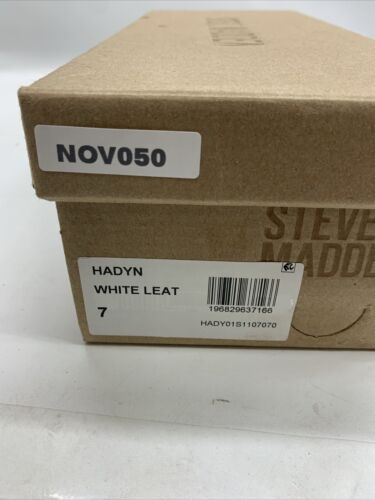 NOV050
STEVE
MADDE
HADYN
WHITE LEAT
7
196829637166
HADY01S1107070